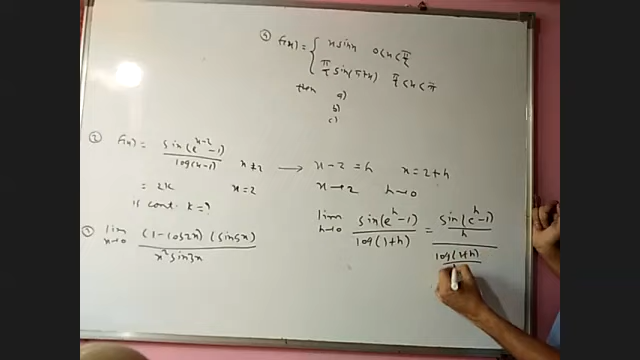 ④ f(x) = { x sin x 0 < x < π/2
π/2 sin(π+x) π/2 < x < π
then a)
b)
c)
② f(x) = sin(e^(x-2) - 1) / log(x-1) x ≠ 2 → x - 2 = h x = 2 + h
= 2k x = 2 x → 2 h → 0
is cont. k = ?
lim h→0 sin(e^h - 1) / log(1+h) = sin(e^h - 1) / h / log(1+h)
③ lim x→0 (1 - cos2x) (sin5x) / x² sin3x